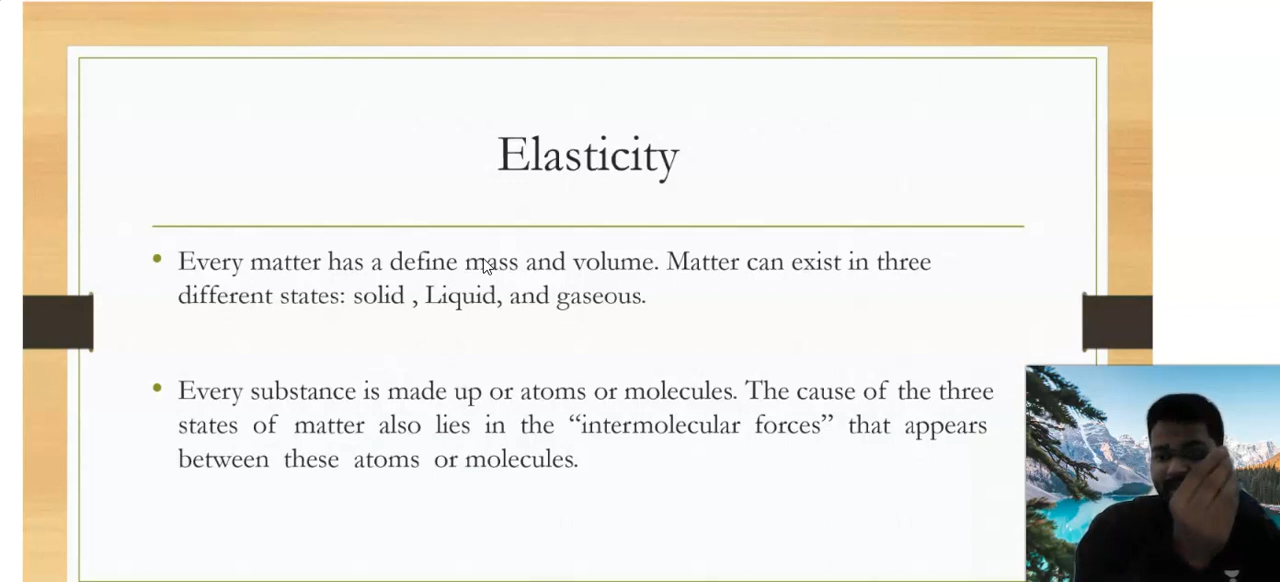 Elasticity
Every matter has a define mass and volume. Matter can exist in three
different states: solid , Liquid, and gaseous.
Every substance is made up or atoms or molecules. The cause of the three
states of matter also lies in the “intermolecular forces” that appears
between these atoms or molecules.